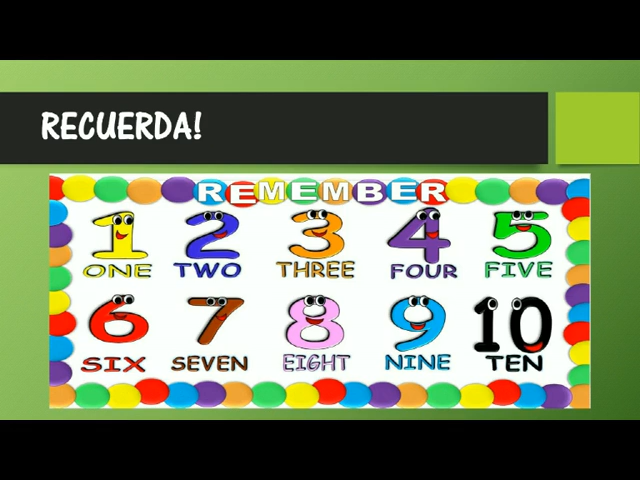 RECUERDA!
REMEMBER
1 2 3 4 5
ONE TWO THREE FOUR FIVE
6 7 8 9 10
SIX SEVEN EIGHT NINE TEN